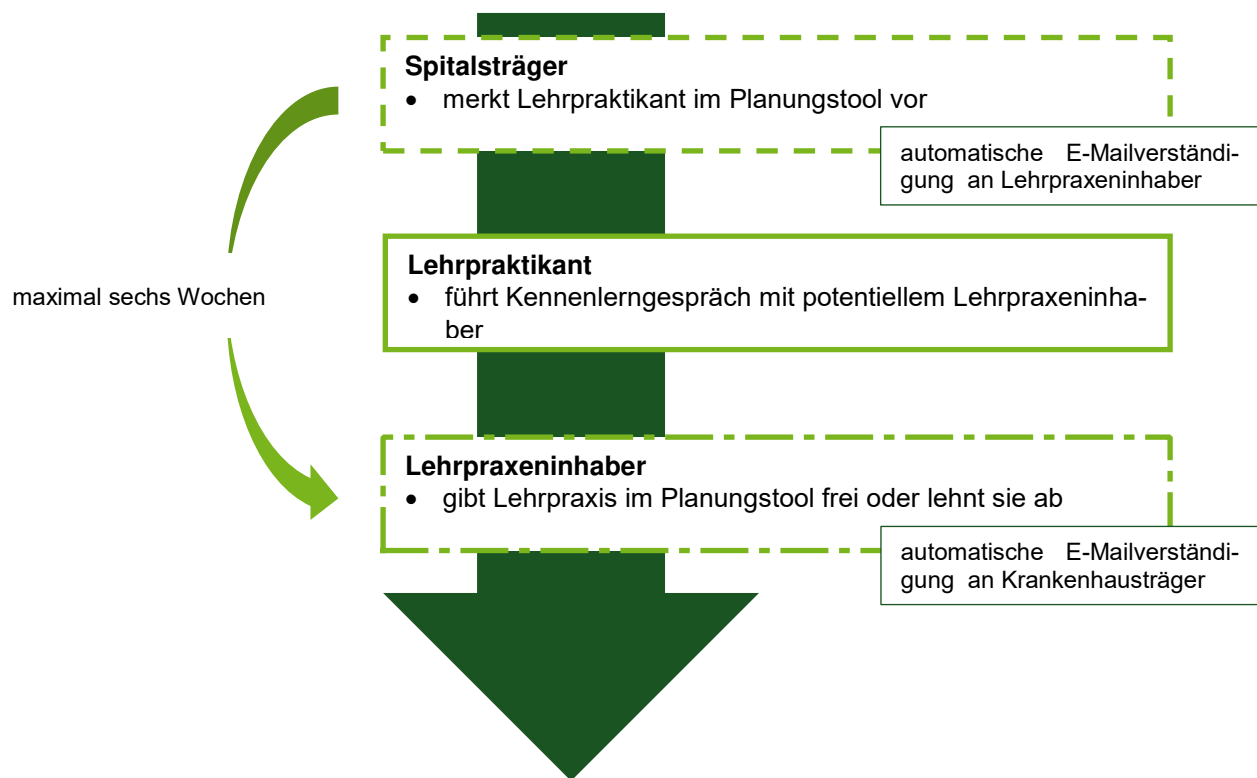 Spitalsträger
• merkt Lehrpraktikant im Planungstool vor
automatische E-Mailverständi-
gung an Lehrpraxeninhaber
Lehrpraktikant
• führt Kennenlerngespräch mit potentiellem Lehrpraxeninha-
ber
maximal sechs Wochen
Lehrpraxeninhaber
• gibt Lehrpraxis im Planungstool frei oder lehnt sie ab
automatische E-Mailverständi-
gung an Krankenhausträger